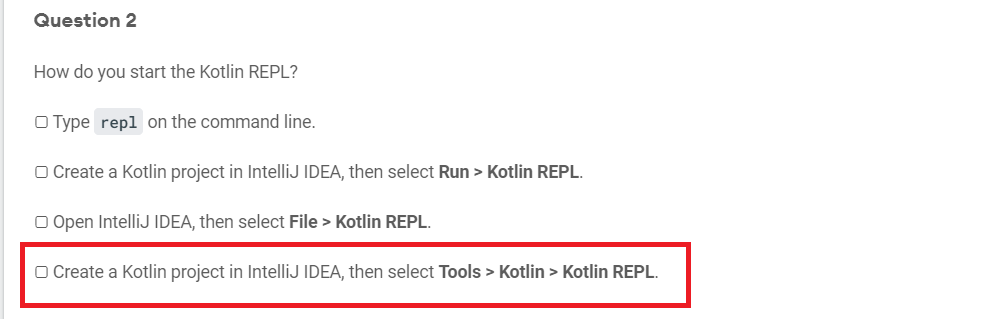 Question 2
How do you start the Kotlin REPL?
Type repl on the command line.
Create a Kotlin project in IntelliJ IDEA, then select Run > Kotlin REPL.
Open IntelliJ IDEA, then select File > Kotlin REPL.
Create a Kotlin project in IntelliJ IDEA, then select Tools > Kotlin > Kotlin REPL.